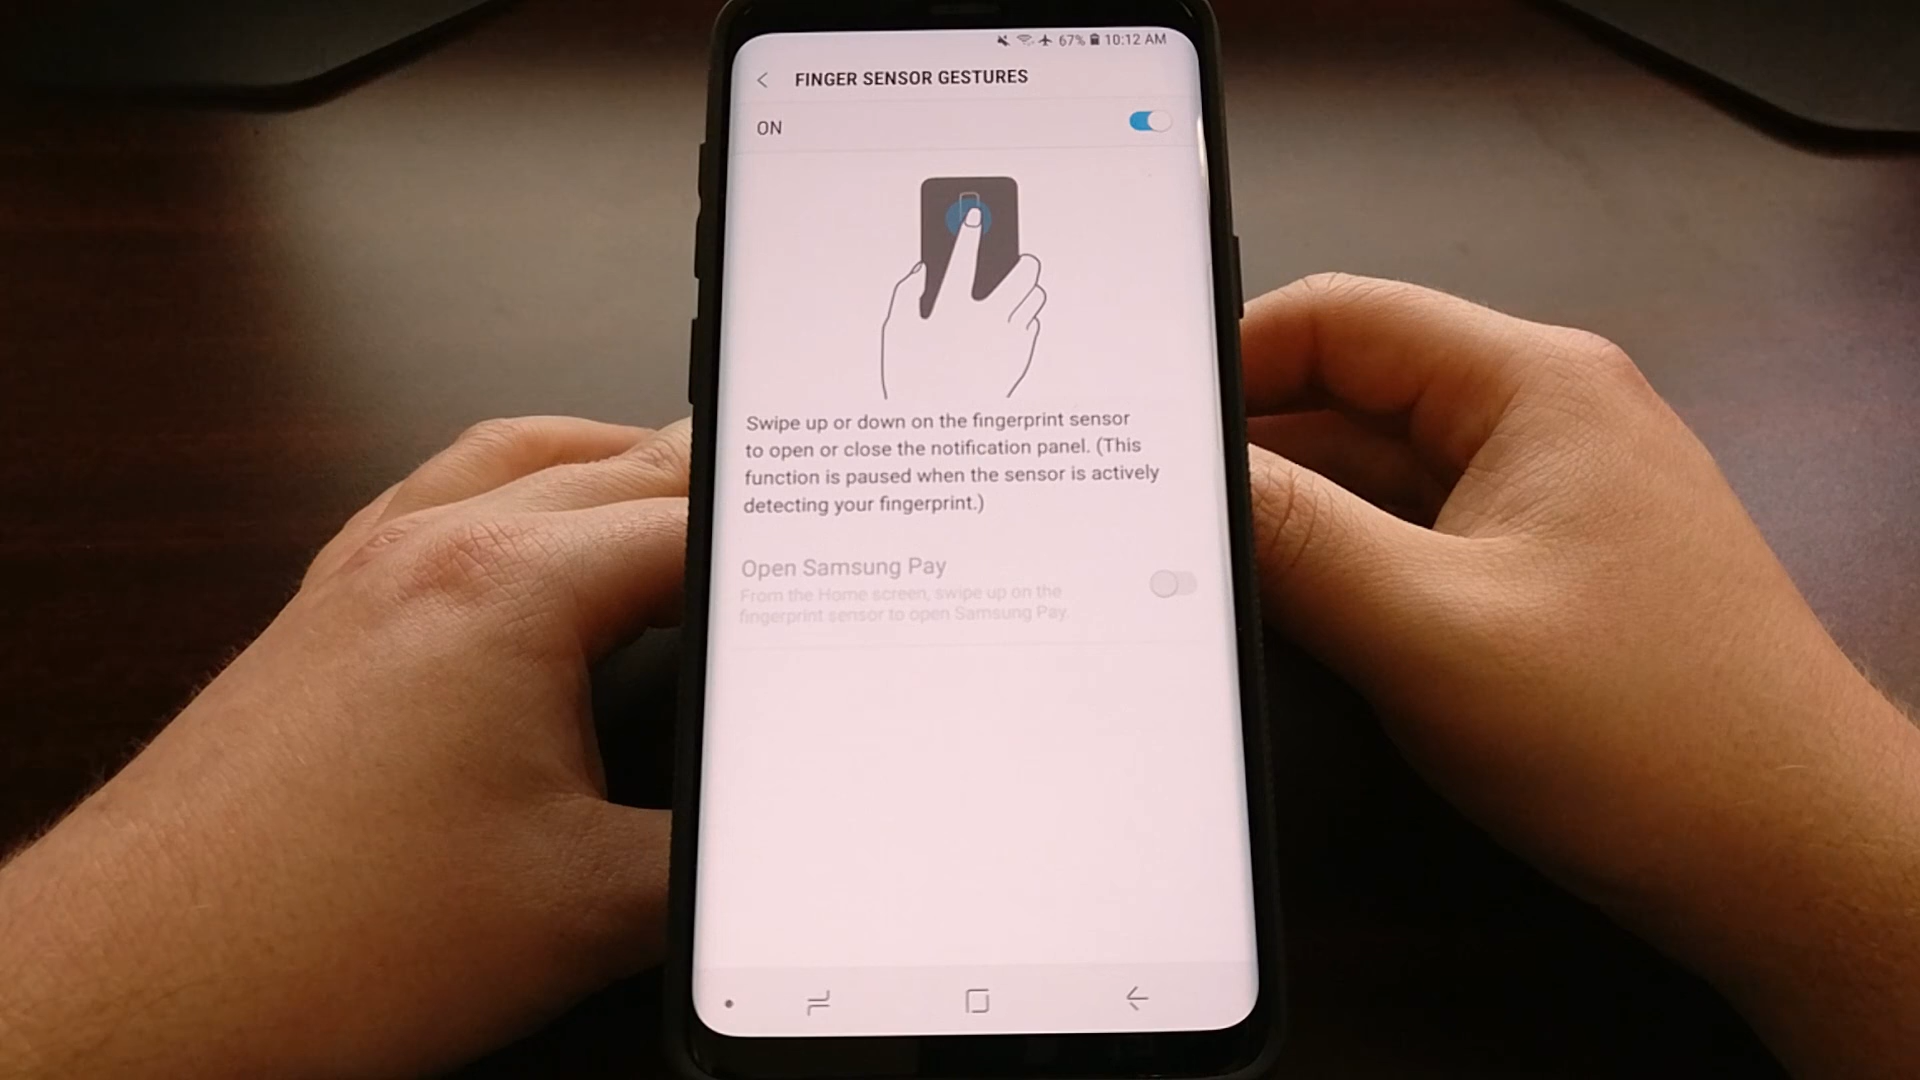 67% 10:12 AM
FINGER SENSOR GESTURES
ON
Swipe up or down on the fingerprint sensor
to open or close the notification panel. (This
function is paused when the sensor is actively
detecting your fingerprint.)
Open Samsung Pay
From the Home screen, swipe up on the
fingerprint sensor to open Samsung Pay.